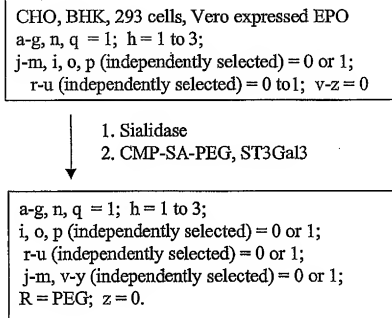 CHO, BHK, 293 cells, Vero expressed EPO
a-g, n, q = 1; h = 1 to 3;
j-m, i, o, p (independently selected) = 0 or 1;
r-u (independently selected) = 0 to1; v-z = 0
1. Sialidase
2. CMP-SA-PEG, ST3Gal3
a-g, n, q = 1; h = 1 to 3;
i, o, p (independently selected) = 0 or 1;
r-u (independently selected) = 0 or 1;
j-m, v-y (independently selected) = 0 or 1;
R = PEG; z = 0.